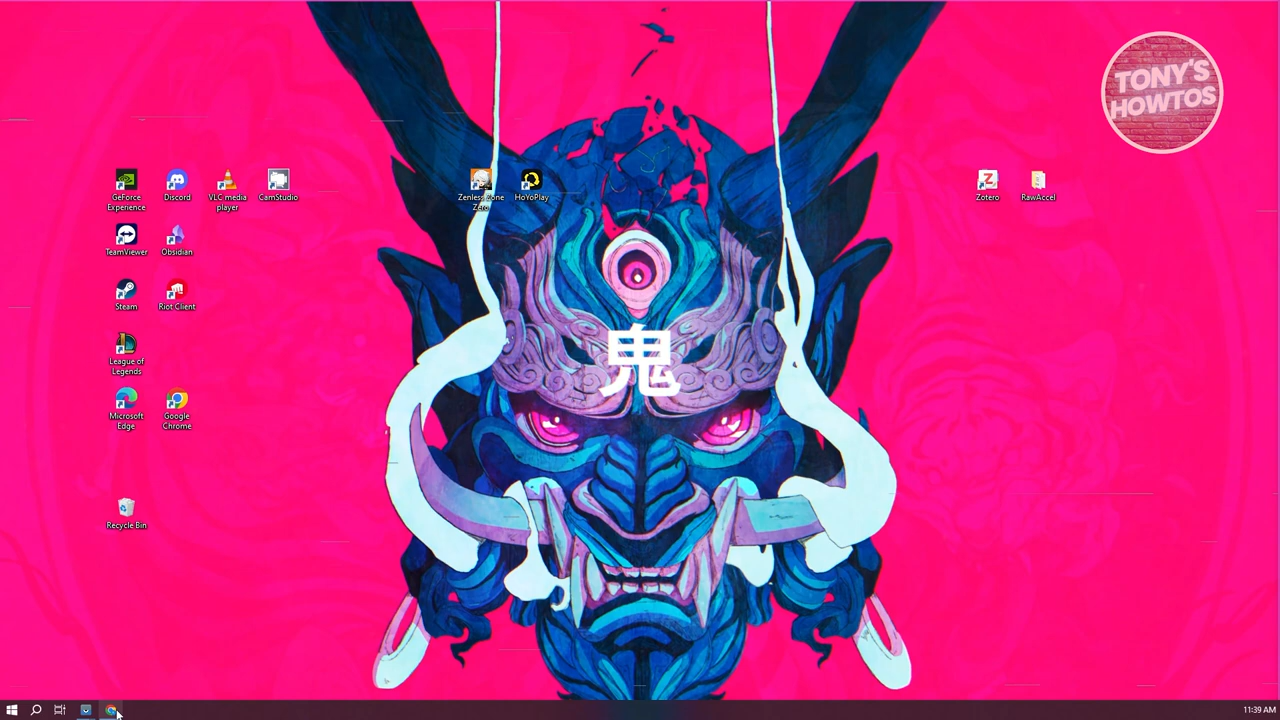 TONY'S
HOWTOS
GeForce
Experience
Discord
VLC media
player
CamStudio
Zenless Zone
Zero
HoYoPlay
Zotero
RawAccel
TeamViewer
Obsidian
Steam
Riot Client
鬼
League of
Legends
Microsoft
Edge
Google
Chrome
Recycle Bin
11:39 AM